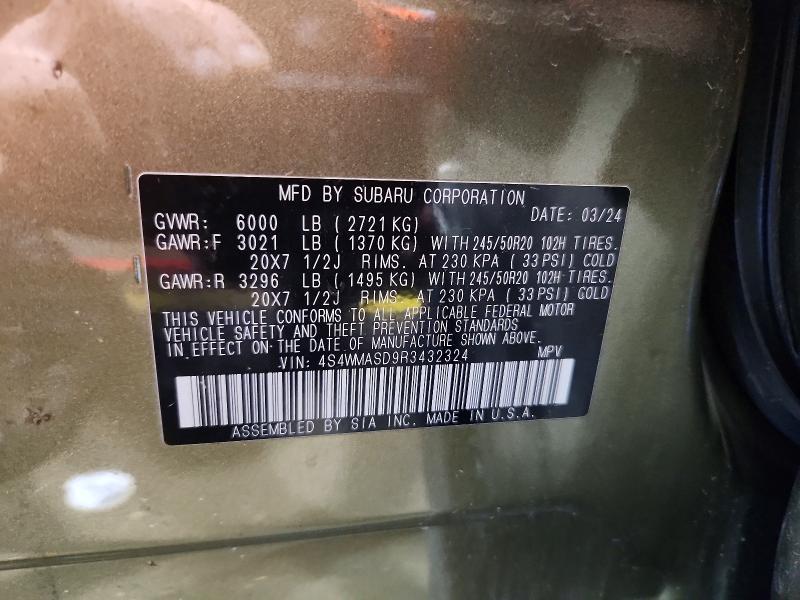 MFD BY SUBARU CORPORATION
DATE: 03/24
GVWR: 6000 LB ( 2721 KG)
GAWR:F 3021 LB ( 1370 KG) WITH 245/50R20 102H TIRES.
20X7 1/2J RIMS. AT 230 KPA ( 33 PSI) COLD
GAWR:R 3296 LB ( 1495 KG) WITH 245/50R20 102H TIRES.
20X7 1/2J RIMS. AT 230 KPA ( 33 PSI) COLD
THIS VEHICLE CONFORMS TO ALL APPLICABLE FEDERAL MOTOR
VEHICLE SAFETY AND THEFT PREVENTION STANDARDS
IN EFFECT ON THE DATE OF MANUFACTURE SHOWN ABOVE.
VIN: 4S4WMASD9R3432324 MPV
ASSEMBLED BY SIA INC. MADE IN U.S.A.